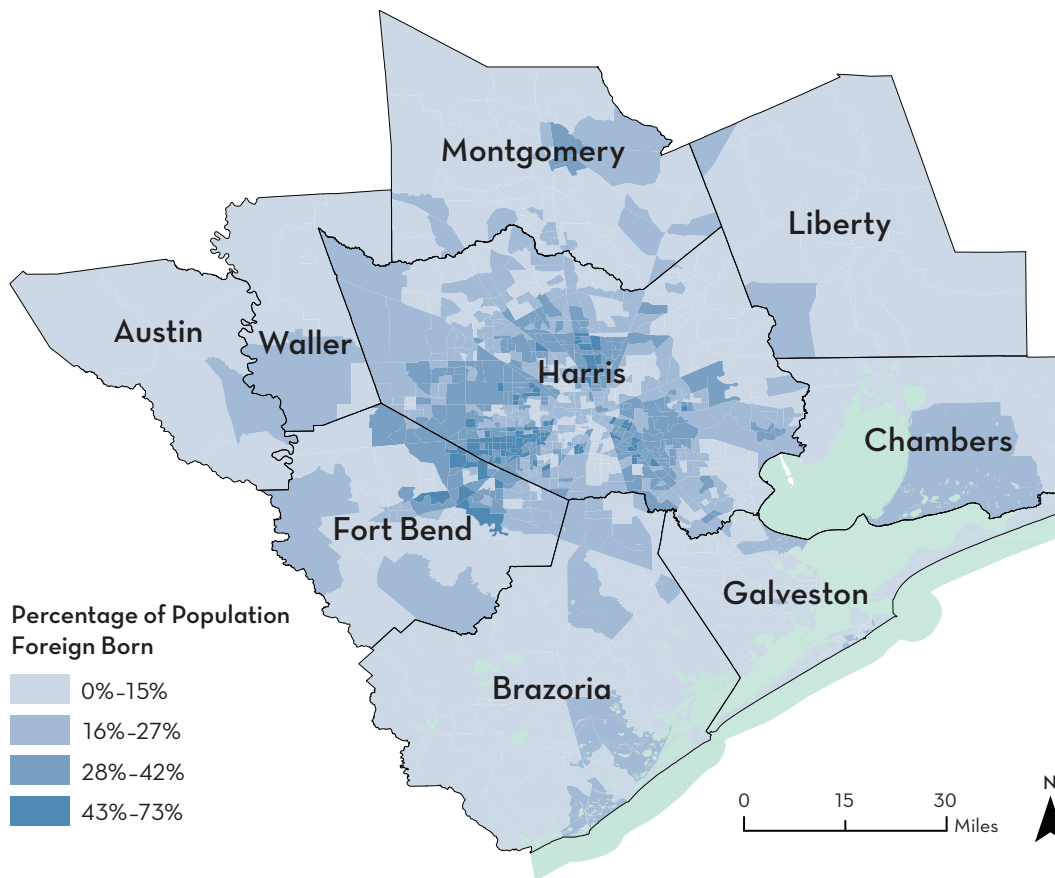 Montgomery
Liberty
Austin
Waller
Harris
Chambers
Fort Bend
Galveston
Brazoria
Percentage of Population
Foreign Born
0%-15%
16%-27%
28%-42%
43%-73%
0 15 30
Miles
N